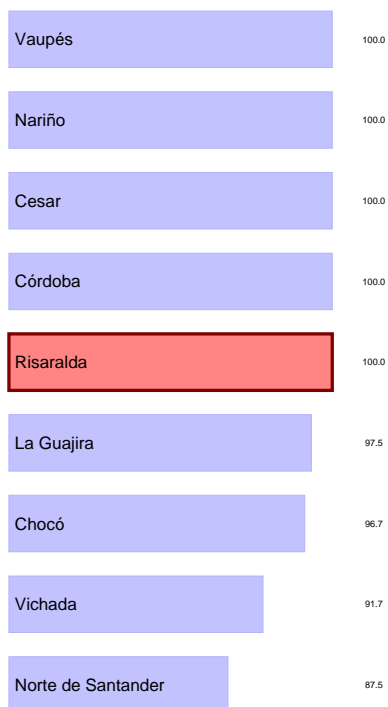 Vaupés 100.0
Nariño 100.0
Cesar 100.0
Córdoba 100.0
Risaralda 100.0
La Guajira 97.5
Chocó 96.7
Vichada 91.7
Norte de Santander 87.5